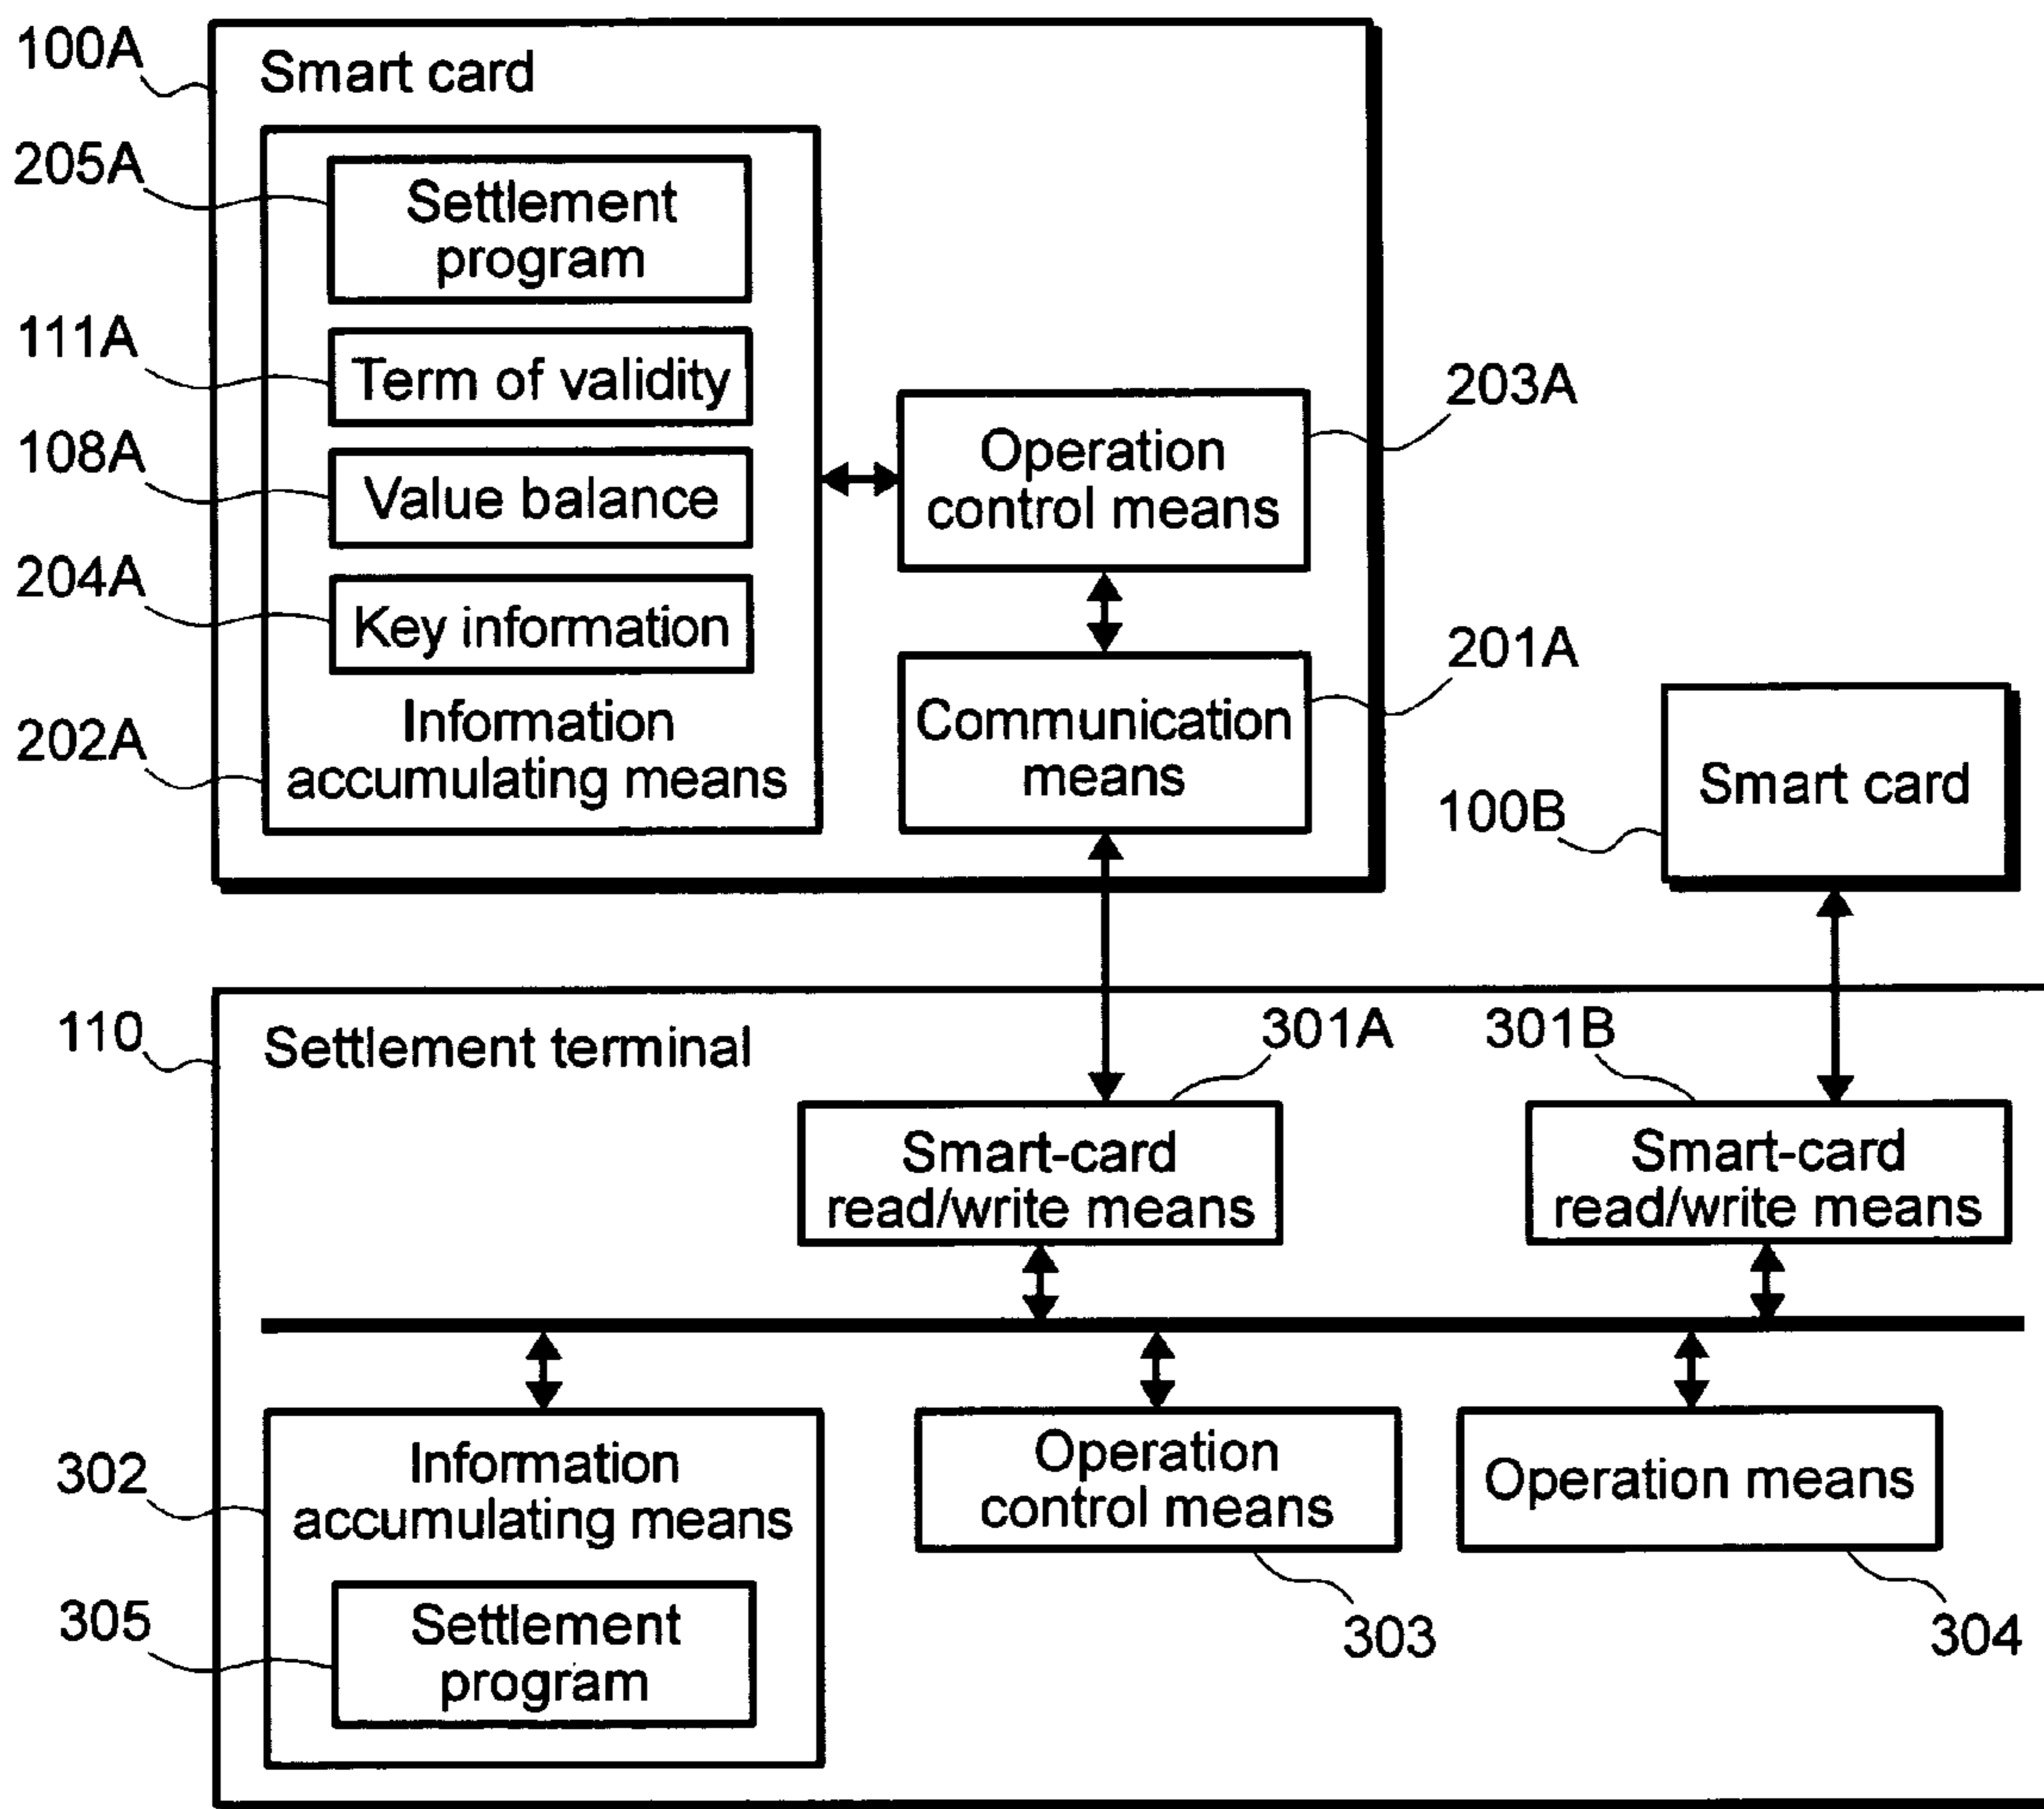 100A
Smart card
205A
Settlement
program
111A
Term of validity
108A
Value balance
204A
Key information
202A
Information
accumulating means
203A
Operation
control means
201A
Communication
means
100B
Smart card
110
Settlement terminal
301A
Smart-card
read/write means
301B
Smart-card
read/write means
302
Information
accumulating means
305
Settlement
program
Operation
control means
303
Operation means
304